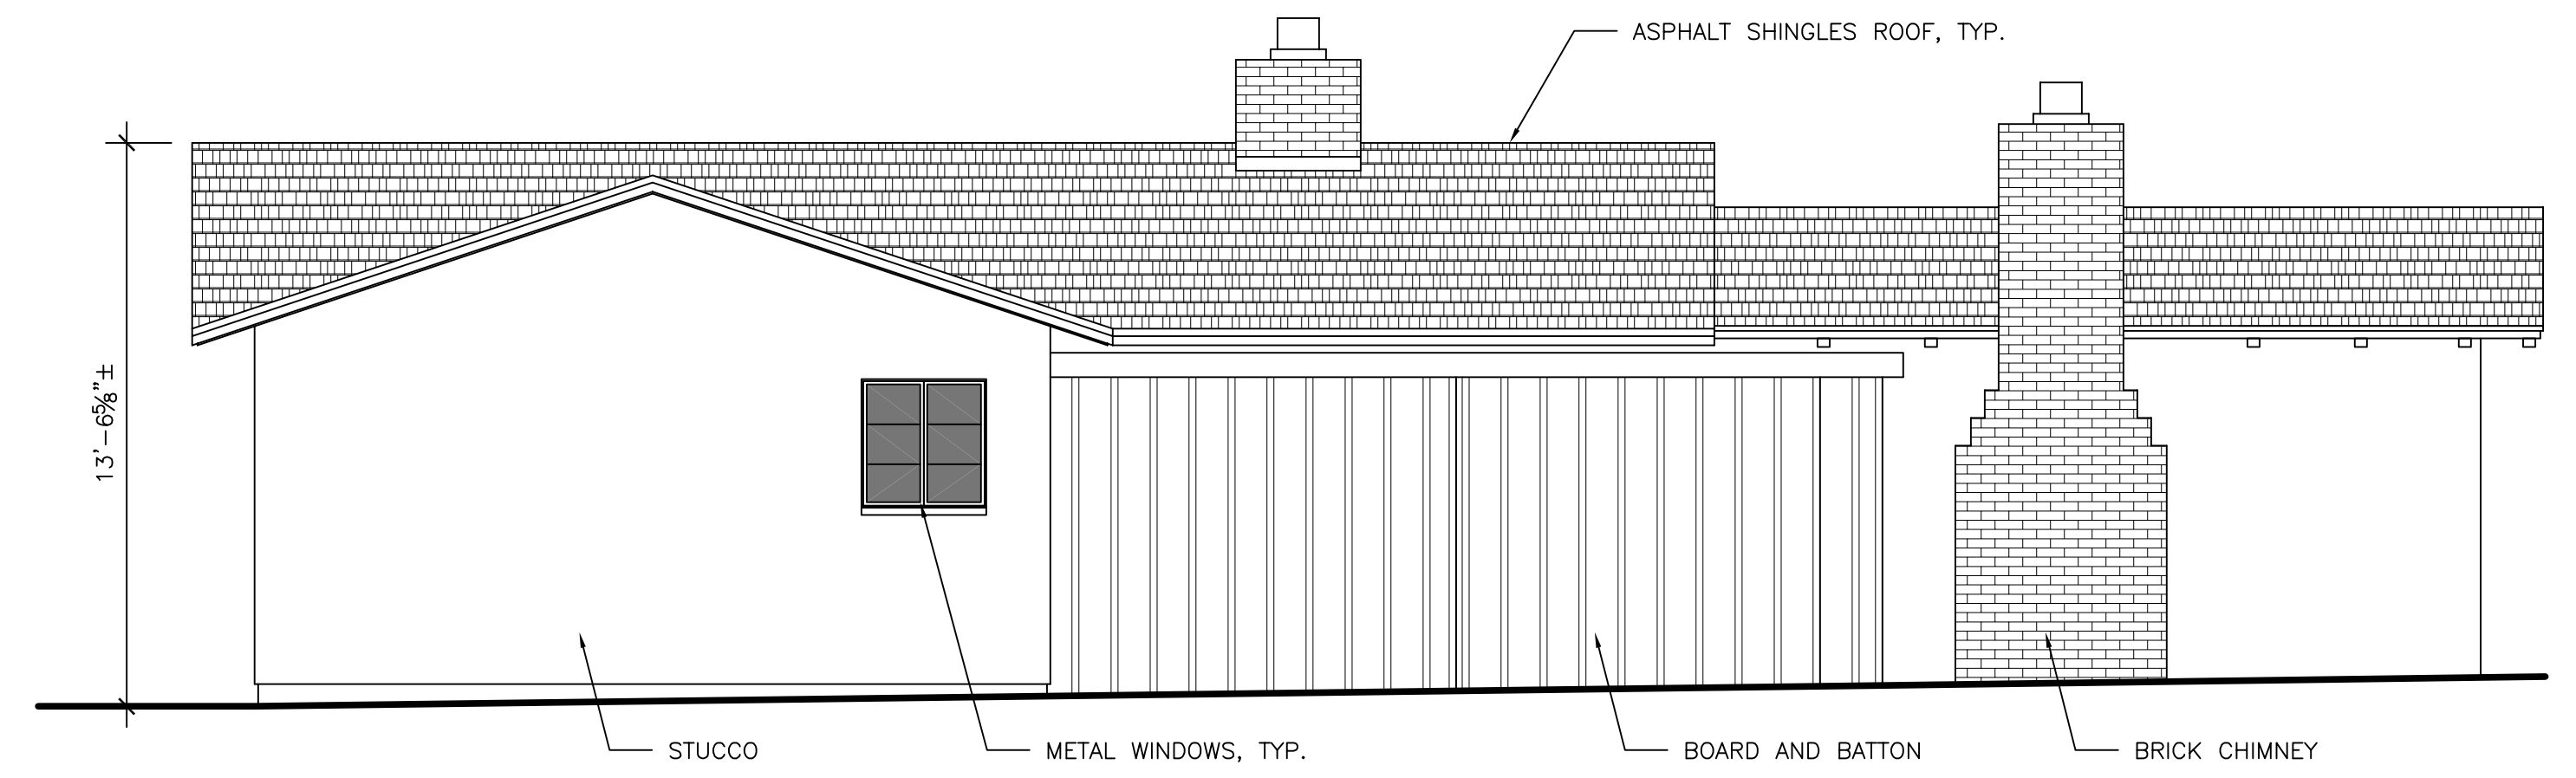 ASPHALT SHINGLES ROOF, TYP.
13'-6⅝"±
STUCCO
METAL WINDOWS, TYP.
BOARD AND BATTON
BRICK CHIMNEY